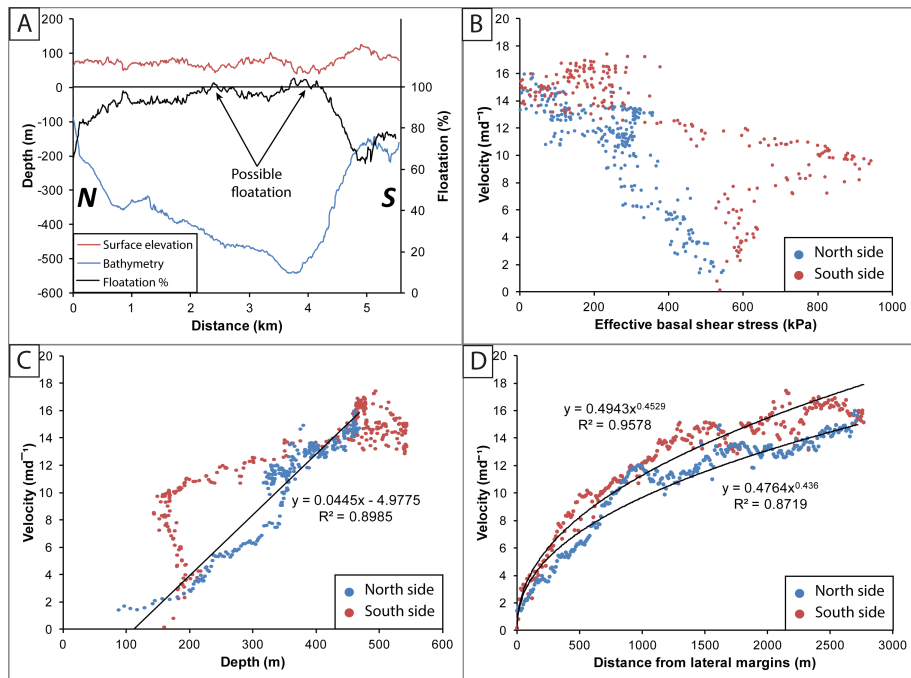 A
200
100
0
-100
-200
-300
-400
-500
-600
Depth (m)
100
80
60
40
20
0
Floatation (%)
Possible
floatation
N
S
Surface elevation
Bathymetry
Floatation %
0 1 2 3 4 5
Distance (km)
B
20
18
16
14
12
10
8
6
4
2
0
Velocity (md⁻¹)
North side
South side
0 200 400 600 800 1000
Effective basal shear stress (kPa)
C
20
18
16
14
12
10
8
6
4
2
0
Velocity (md⁻¹)
y = 0.0445x - 4.9775
R² = 0.8985
North side
South side
0 100 200 300 400 500 600
Depth (m)
D
20
18
16
14
12
10
8
6
4
2
0
Velocity (md⁻¹)
y = 0.4943x^0.4529
R² = 0.9578
y = 0.4764x^0.436
R² = 0.8719
North side
South side
0 500 1000 1500 2000 2500 3000
Distance from lateral margins (m)